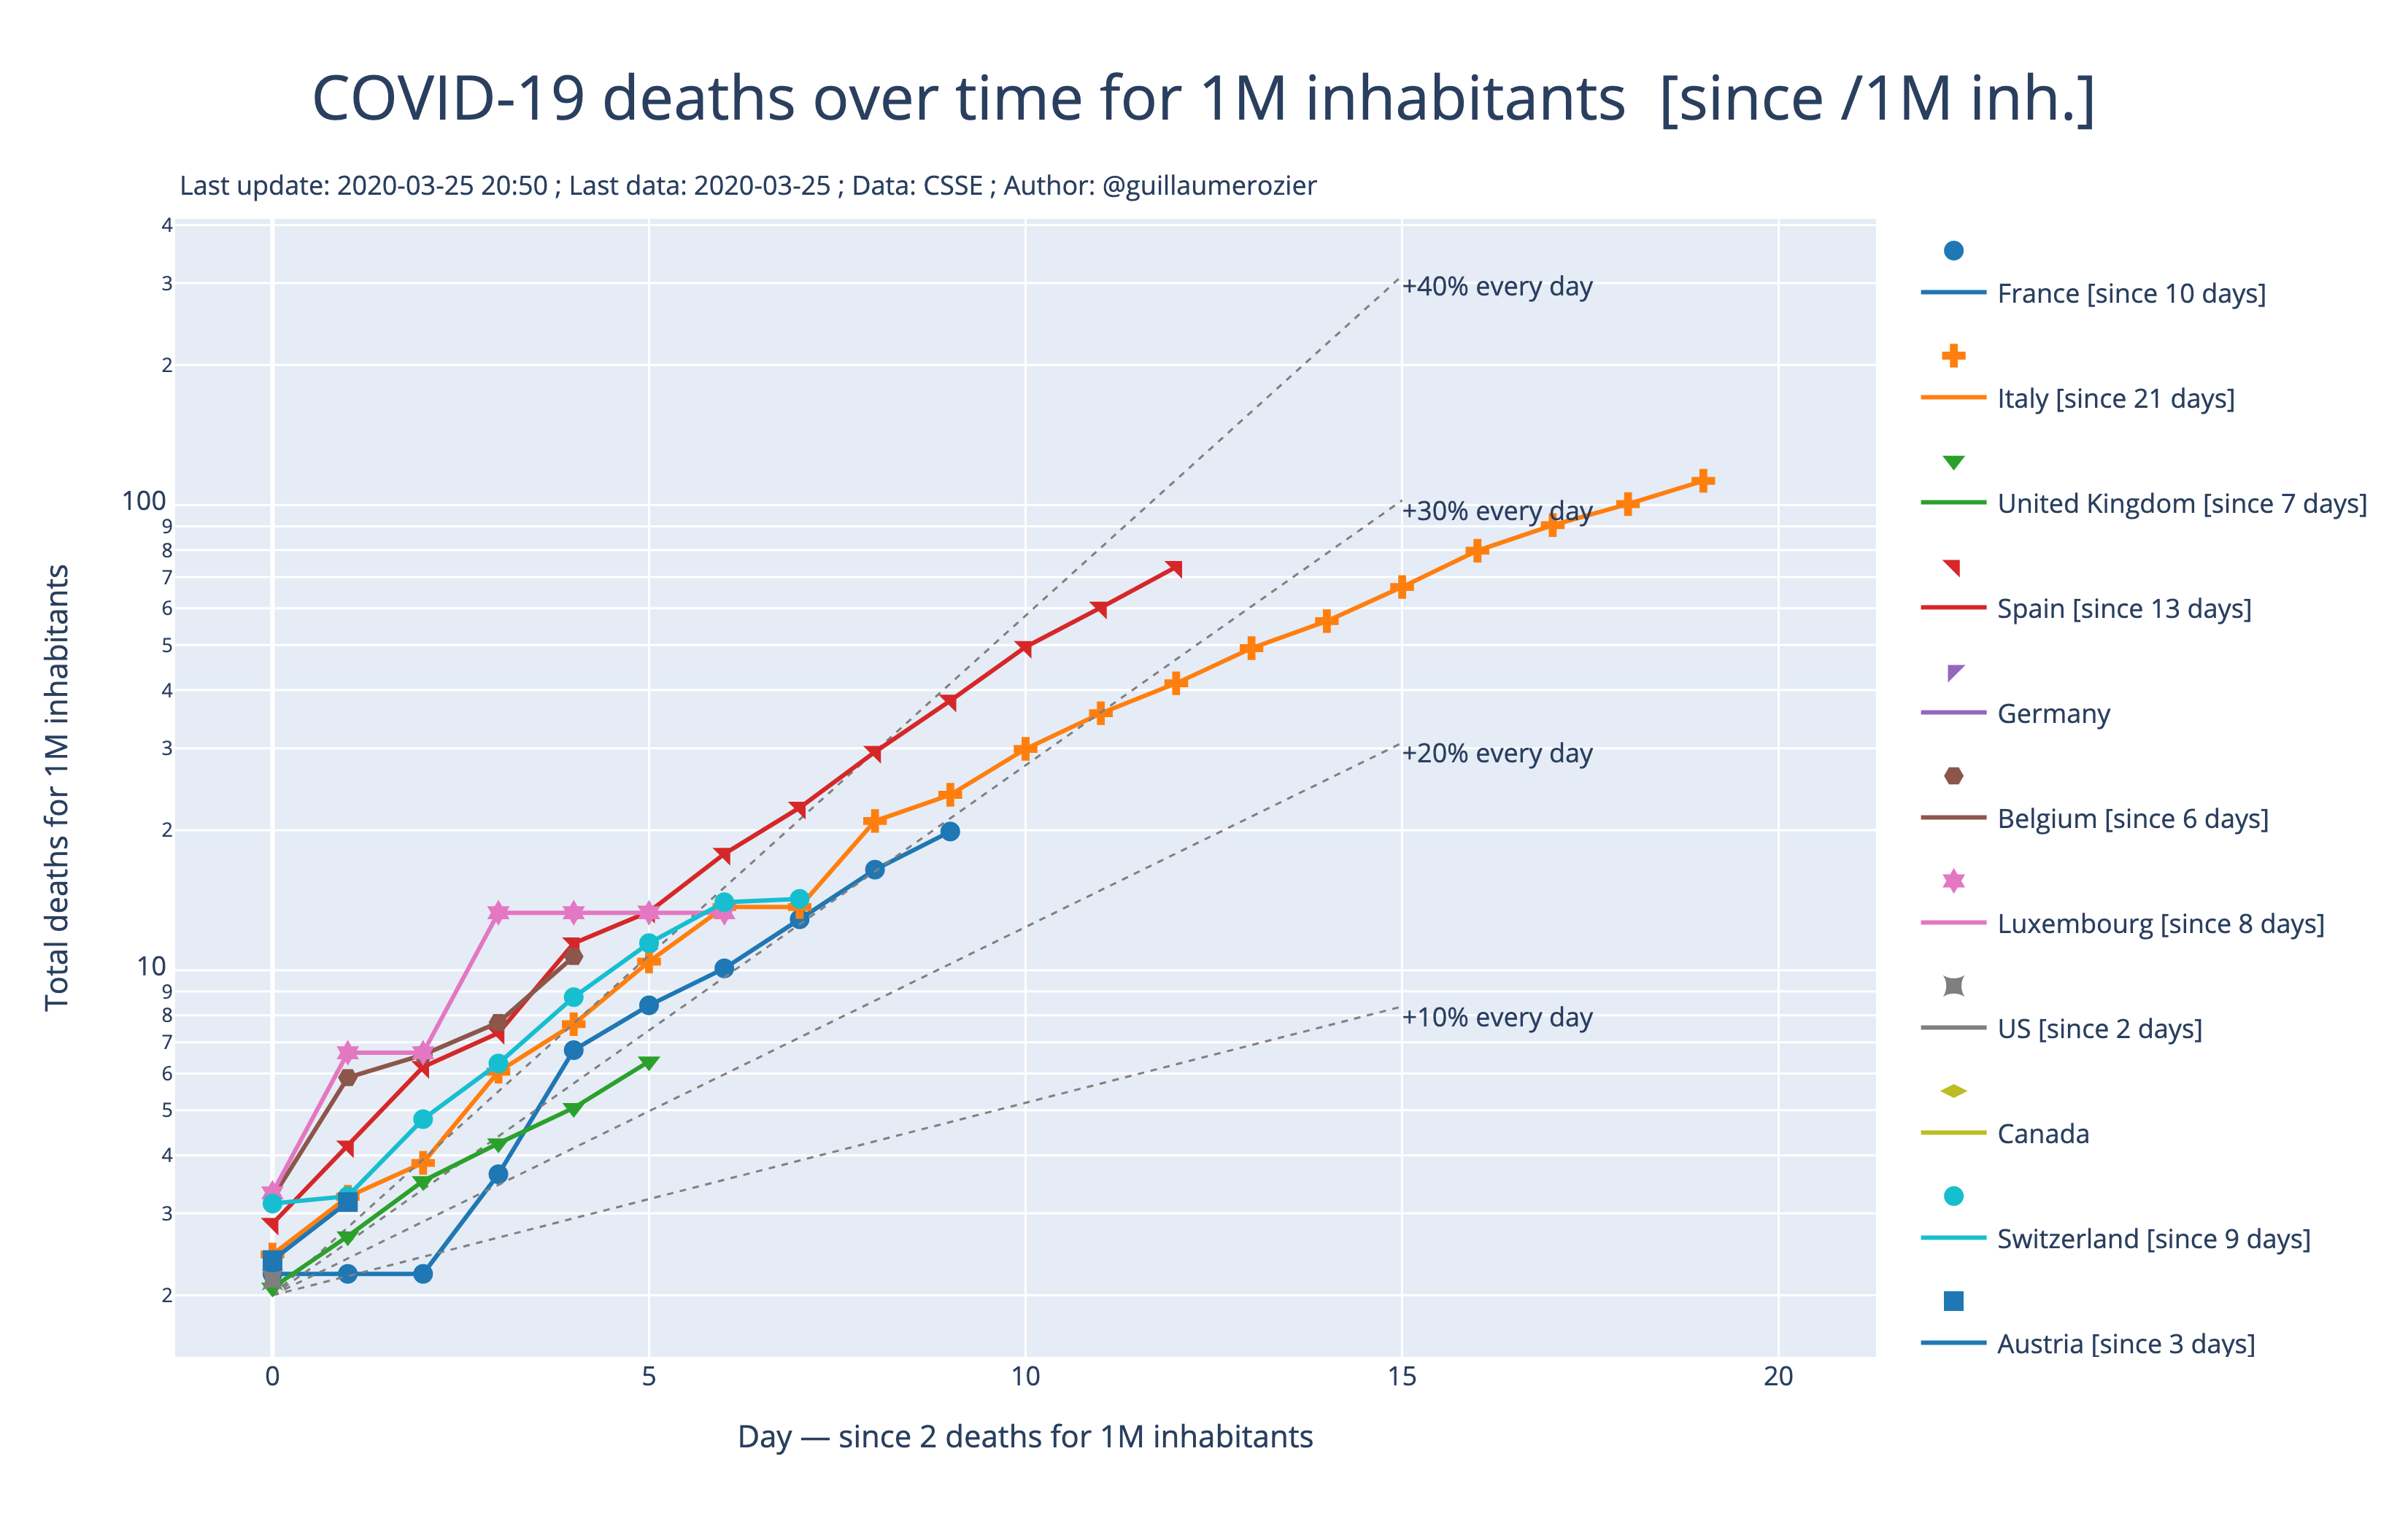 COVID-19 deaths over time for 1M inhabitants  [since /1M inh.]
Last update: 2020-03-25 20:50 ; Last data: 2020-03-25 ; Data: CSSE ; Author: @guillaumerozier
Total deaths for 1M inhabitants
4
3
2
100
9
8
7
6
5
4
3
2
10
9
8
7
6
5
4
3
2
+40% every day
+30% every day
+20% every day
+10% every day
0
5
10
15
20
Day — since 2 deaths for 1M inhabitants
France [since 10 days]
Italy [since 21 days]
United Kingdom [since 7 days]
Spain [since 13 days]
Germany
Belgium [since 6 days]
Luxembourg [since 8 days]
US [since 2 days]
Canada
Switzerland [since 9 days]
Austria [since 3 days]